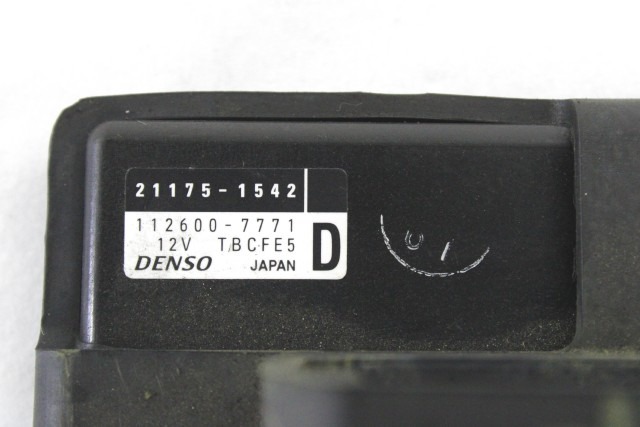 21175-1542
112600-7771
12V TBCFE5
DENSO JAPAN D